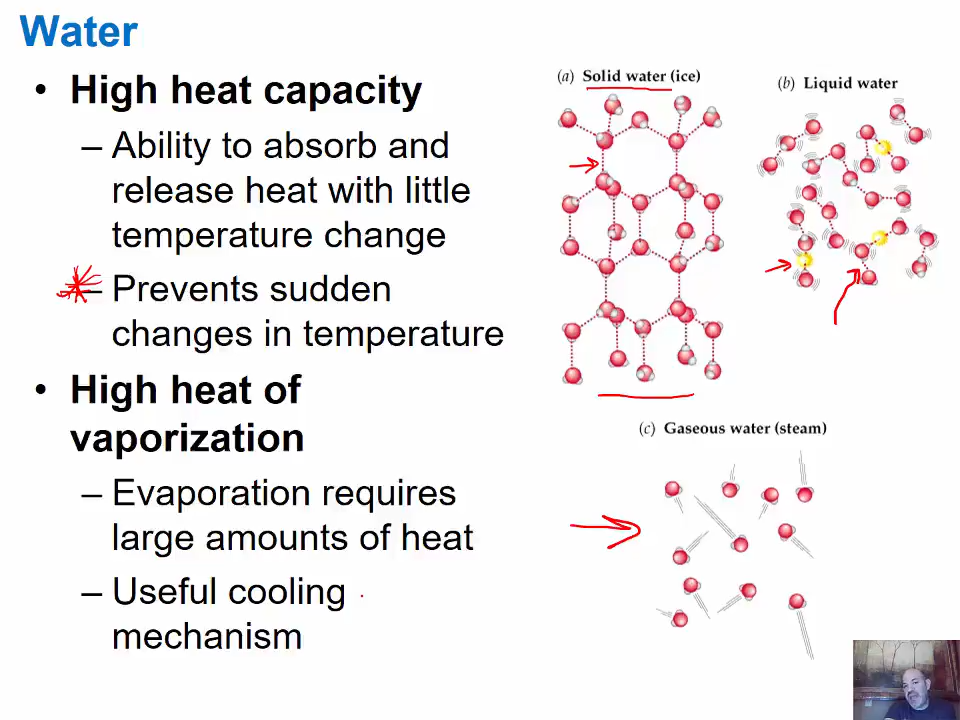 Water
• High heat capacity
– Ability to absorb and
release heat with little
temperature change
– Prevents sudden
changes in temperature
• High heat of
vaporization
– Evaporation requires
large amounts of heat
– Useful cooling
mechanism
(a) Solid water (ice)
(b) Liquid water
(c) Gaseous water (steam)